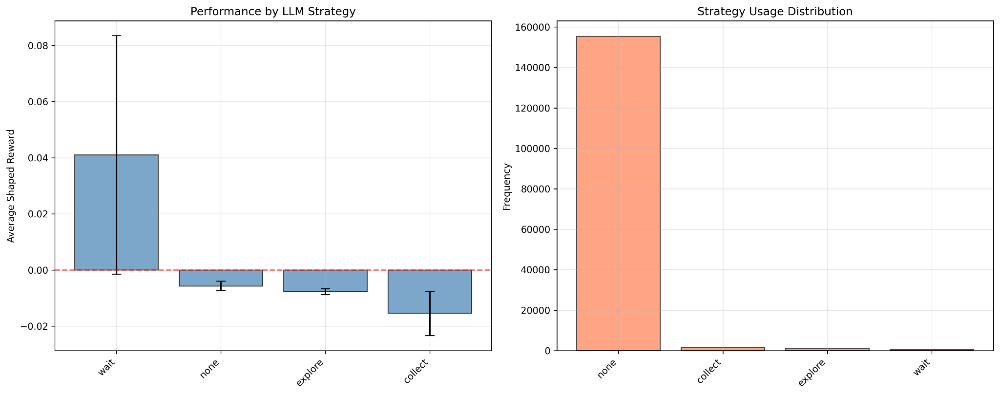 Performance by LLM Strategy
Average Shaped Reward
0.08
0.06
0.04
0.02
0.00
−0.02
wait
none
explore
collect
Strategy Usage Distribution
Frequency
160000
140000
120000
100000
80000
60000
40000
20000
0
none
collect
explore
wait